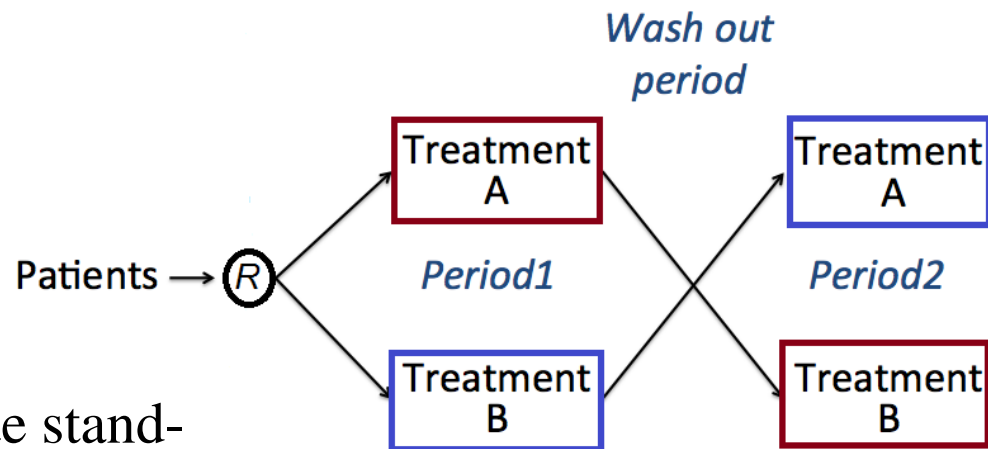 Wash out
period
Treatment
A
Treatment
A
Patients
R
Period1
Period2
Treatment
B
Treatment
B
stand-